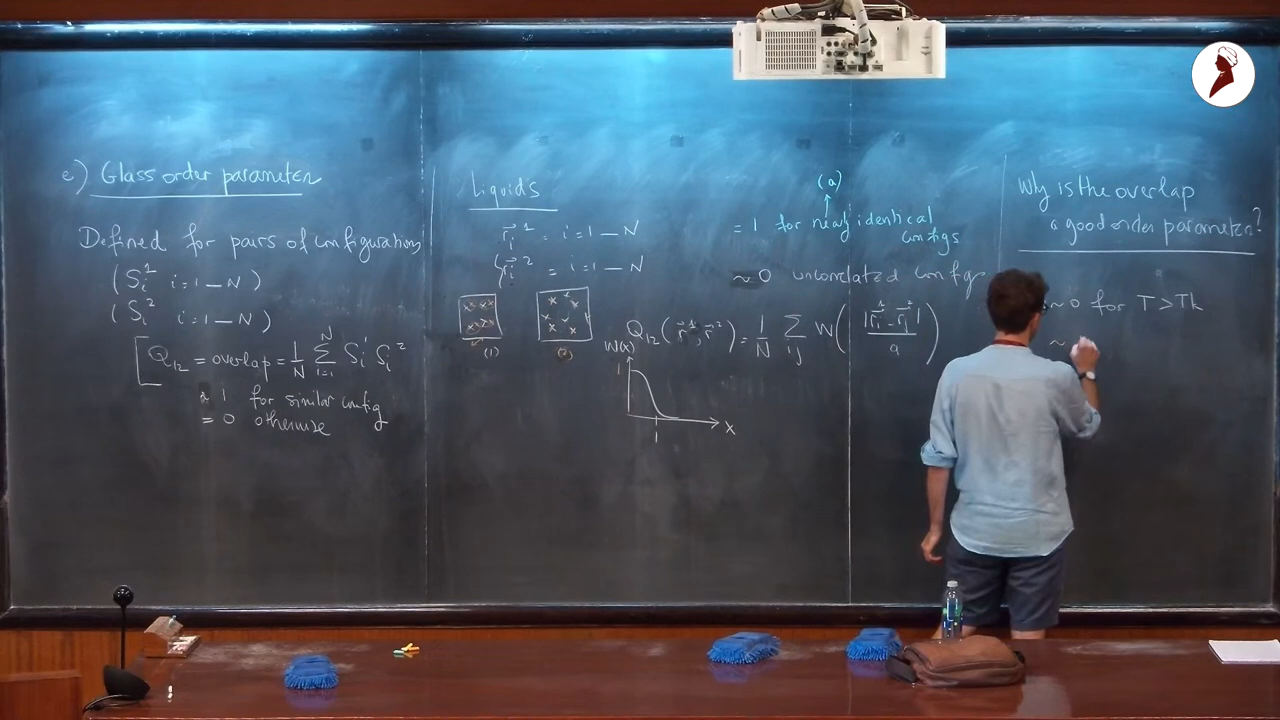 e) Glass order parameter
Defined for pairs of configurations
(S_i^1 i=1—N)
(S_i^2 i=1—N)
[Q_12 = overlap = 1/N ∑_{i=1}^N S_i^1 S_i^2
≈ 1 for similar config
= 0 otherwise
Liquids
r_i^1 = i=1—N
r_i^2 = i=1—N
(1)
(2)
(a)
↑
= 1 for nearly identical
configs
~ 0 uncorrelated configs
Q_12(r^1, r^2) = 1/N ∑_{ij} W(|r_i^1 - r_j^2| / a)
W(x)
1
1
x
Why is the overlap
a good order parameter?
~ 0 for T > Tk
~